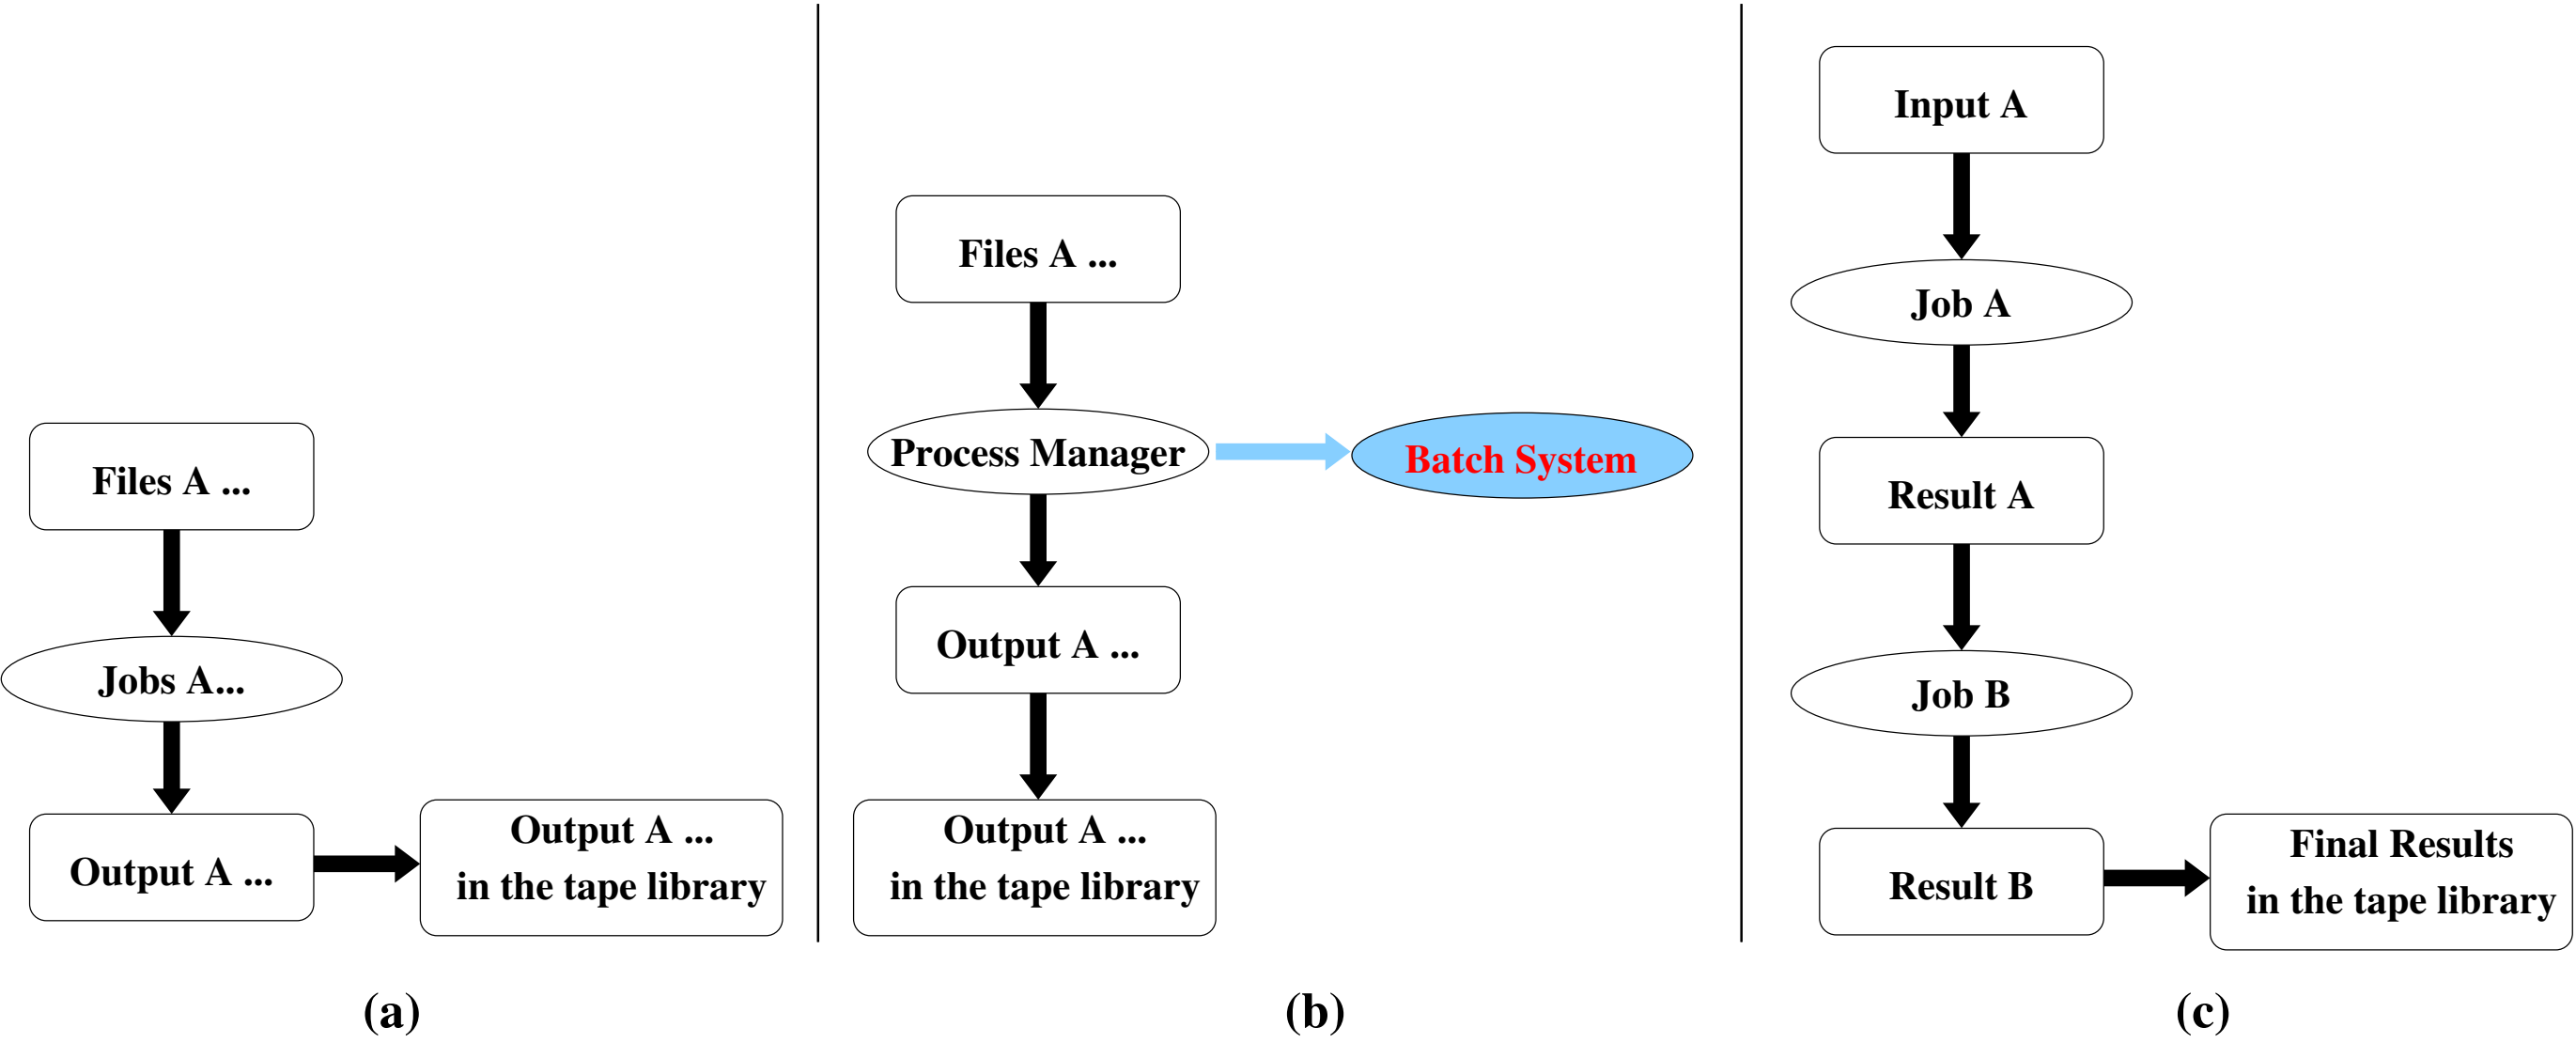 Files A ...
Jobs A...
Output A ...
Output A ...
in the tape library
(a)
Files A ...
Process Manager
Batch System
Output A ...
Output A ...
in the tape library
(b)
Input A
Job A
Result A
Job B
Result B
Final Results
in the tape library
(c)